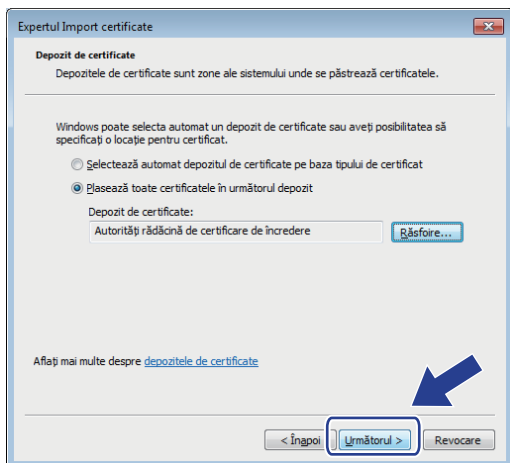 Expertul Import certificate
Depozit de certificate
Depozitele de certificate sunt zone ale sistemului unde se păstrează certificatele.
Windows poate selecta automat un depozit de certificate sau aveți posibilitatea să
specificați o locație pentru certificat.
Selectează automat depozitul de certificate pe baza tipului de certificat
Plasează toate certificatele în următorul depozit
Depozit de certificate:
Autorități rădăcină de certificare de încredere
Răsfoire...
Aflați mai multe despre depozitele de certificate
< Înapoi
Următorul >
Revocare